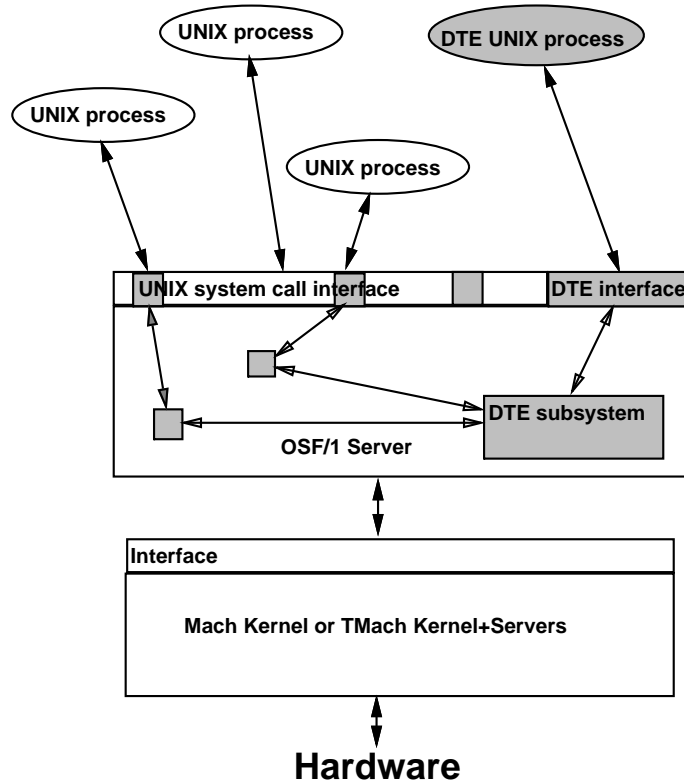 UNIX process
DTE UNIX process
UNIX process
UNIX process
UNIX system call interface
DTE interface
DTE subsystem
OSF/1 Server
Interface
Mach Kernel or TMach Kernel+Servers
Hardware